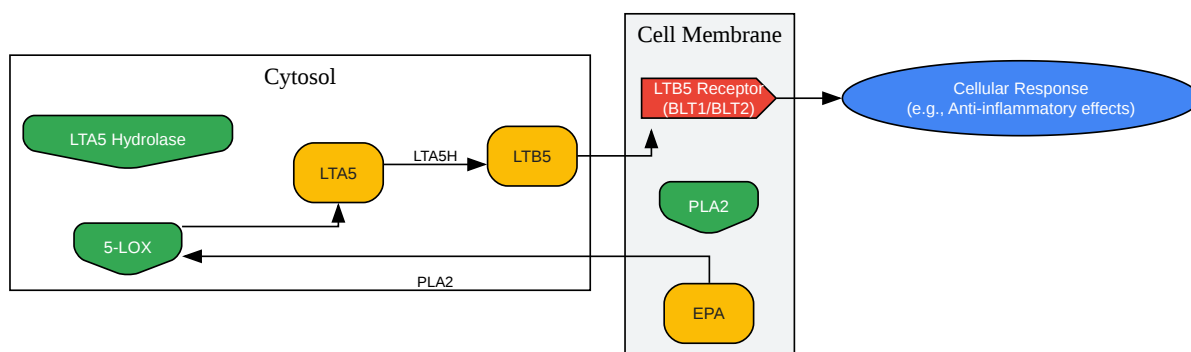 Cell Membrane
Cytosol
LTB5 Receptor
(BLT1/BLT2)
Cellular Response
(e.g., Anti-inflammatory effects)
LTA5 Hydrolase
LTA5
LTA5H
LTB5
PLA2
5-LOX
PLA2
EPA